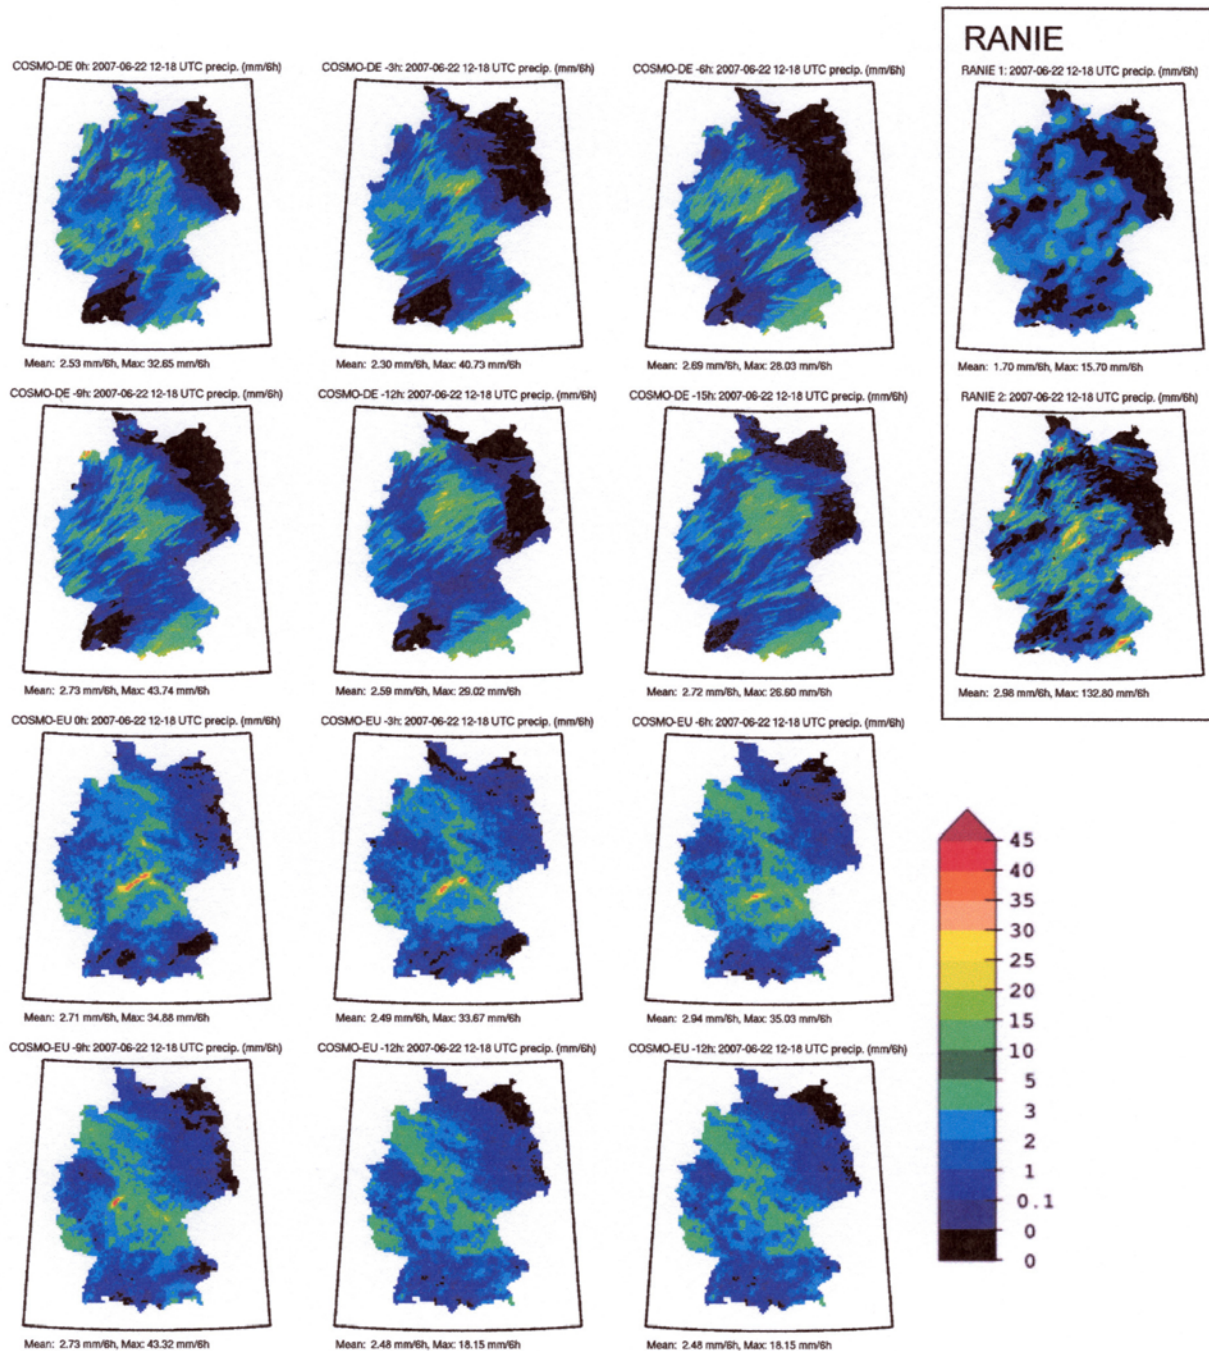 RANIE
COSMO-DE 0h: 2007-06-22 12-18 UTC precip. (mm/6h)
COSMO-DE -3h: 2007-06-22 12-18 UTC precip. (mm/6h)
COSMO-DE -6h: 2007-06-22 12-18 UTC precip. (mm/6h)
RANIE 1: 2007-06-22 12-18 UTC precip. (mm/6h)
Mean: 2.53 mm/6h, Max: 32.65 mm/6h
Mean: 2.30 mm/6h, Max: 40.73 mm/6h
Mean: 2.69 mm/6h, Max: 28.03 mm/6h
Mean: 1.70 mm/6h, Max: 15.70 mm/6h
COSMO-DE -9h: 2007-06-22 12-18 UTC precip. (mm/6h)
COSMO-DE -12h: 2007-06-22 12-18 UTC precip. (mm/6h)
COSMO-DE -15h: 2007-06-22 12-18 UTC precip. (mm/6h)
RANIE 2: 2007-06-22 12-18 UTC precip. (mm/6h)
Mean: 2.73 mm/6h, Max: 43.74 mm/6h
Mean: 2.59 mm/6h, Max: 29.02 mm/6h
Mean: 2.72 mm/6h, Max: 26.60 mm/6h
Mean: 2.98 mm/6h, Max: 132.80 mm/6h
COSMO-EU 0h: 2007-06-22 12-18 UTC precip. (mm/6h)
COSMO-EU -3h: 2007-06-22 12-18 UTC precip. (mm/6h)
COSMO-EU -6h: 2007-06-22 12-18 UTC precip. (mm/6h)
Mean: 2.71 mm/6h, Max: 34.88 mm/6h
Mean: 2.49 mm/6h, Max: 33.67 mm/6h
Mean: 2.94 mm/6h, Max: 35.03 mm/6h
COSMO-EU -9h: 2007-06-22 12-18 UTC precip. (mm/6h)
COSMO-EU -12h: 2007-06-22 12-18 UTC precip. (mm/6h)
COSMO-EU -12h: 2007-06-22 12-18 UTC precip. (mm/6h)
Mean: 2.73 mm/6h, Max: 43.32 mm/6h
Mean: 2.48 mm/6h, Max: 18.15 mm/6h
Mean: 2.48 mm/6h, Max: 18.15 mm/6h
45
40
35
30
25
20
15
10
5
3
2
1
0.1
0
0